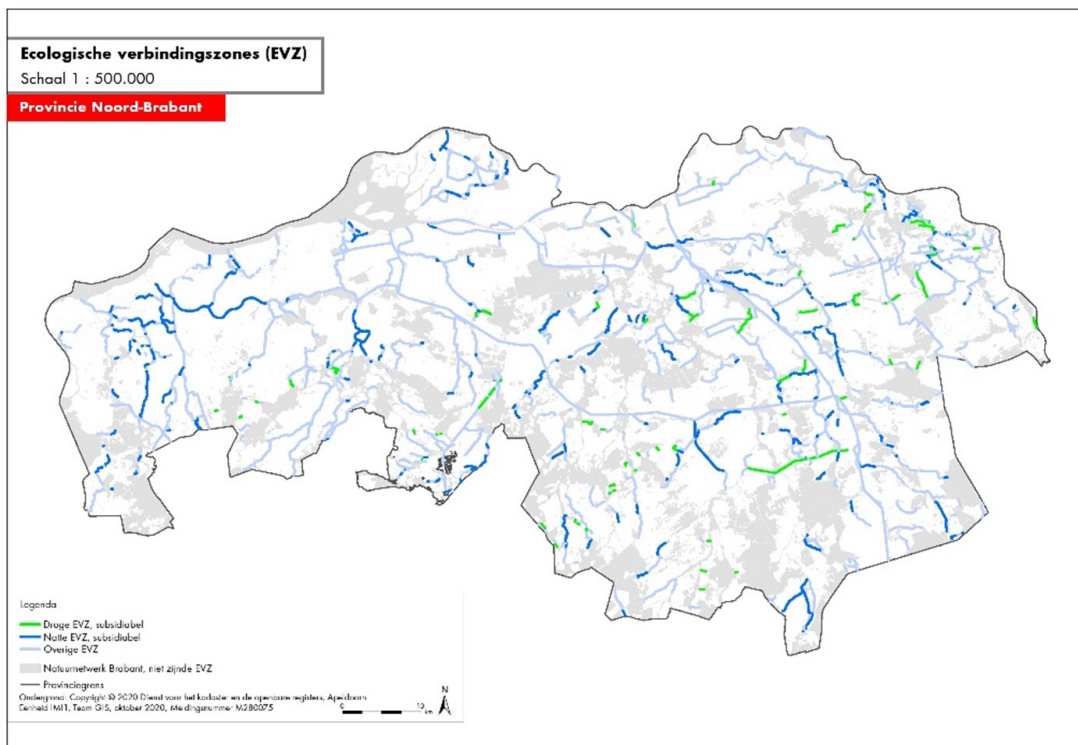 Ecologische verbindingszones (EVZ)
Schaal 1 : 500.000
Provincie Noord-Brabant
Legenda
Droge EVZ, subsidiabel
Natte EVZ, subsidiabel
Overige EVZ
Natuurnetwerk Brabant, niet zijnde EVZ
Provinciegrens
Ondergrond: Copyright © 2020 Dienst voor het kadaster en de openbare registers, Apeldoorn
Eenheid IMI1, Team GIS, oktober 2020, Meldingsnummer M280075
0 10
km
N